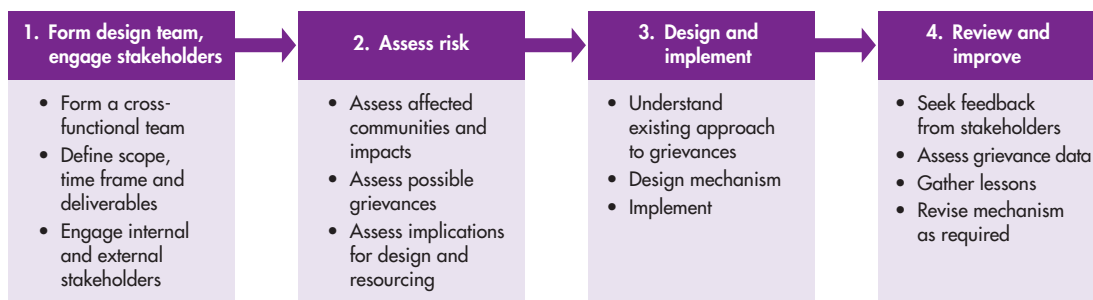 1. Form design team,
engage stakeholders
• Form a cross-
functional team
• Define scope,
time frame and
deliverables
• Engage internal
and external
stakeholders
2. Assess risk
• Assess affected
communities and
impacts
• Assess possible
grievances
• Assess implications
for design and
resourcing
3. Design and
implement
• Understand
existing approach
to grievances
• Design mechanism
• Implement
4. Review and
improve
• Seek feedback
from stakeholders
• Assess grievance data
• Gather lessons
• Revise mechanism
as required